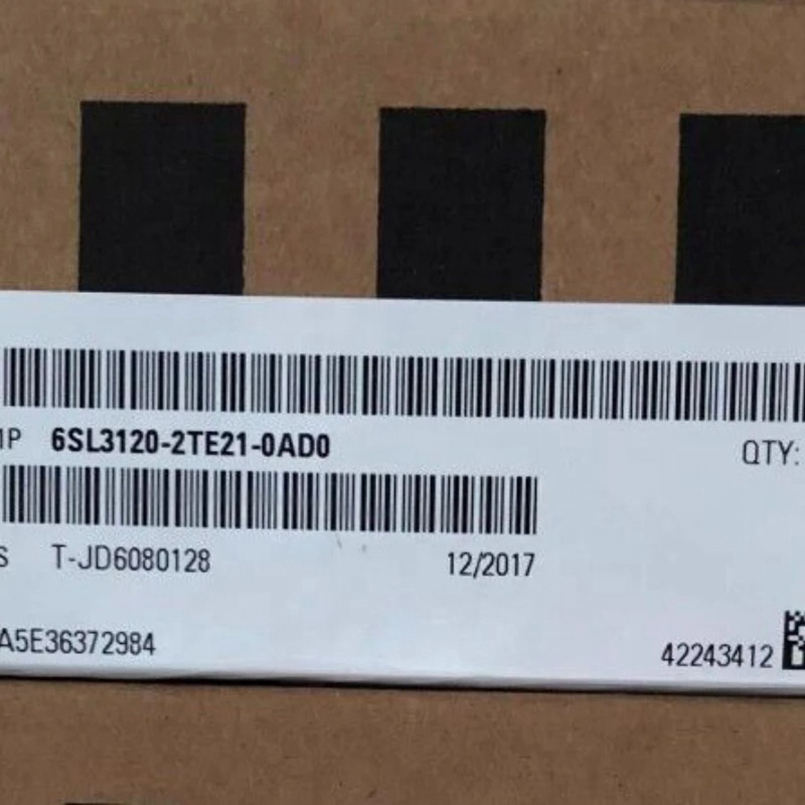 1P 6SL3120-2TE21-0AD0 QTY:
S T-JD6080128 12/2017
A5E36372984 42243412